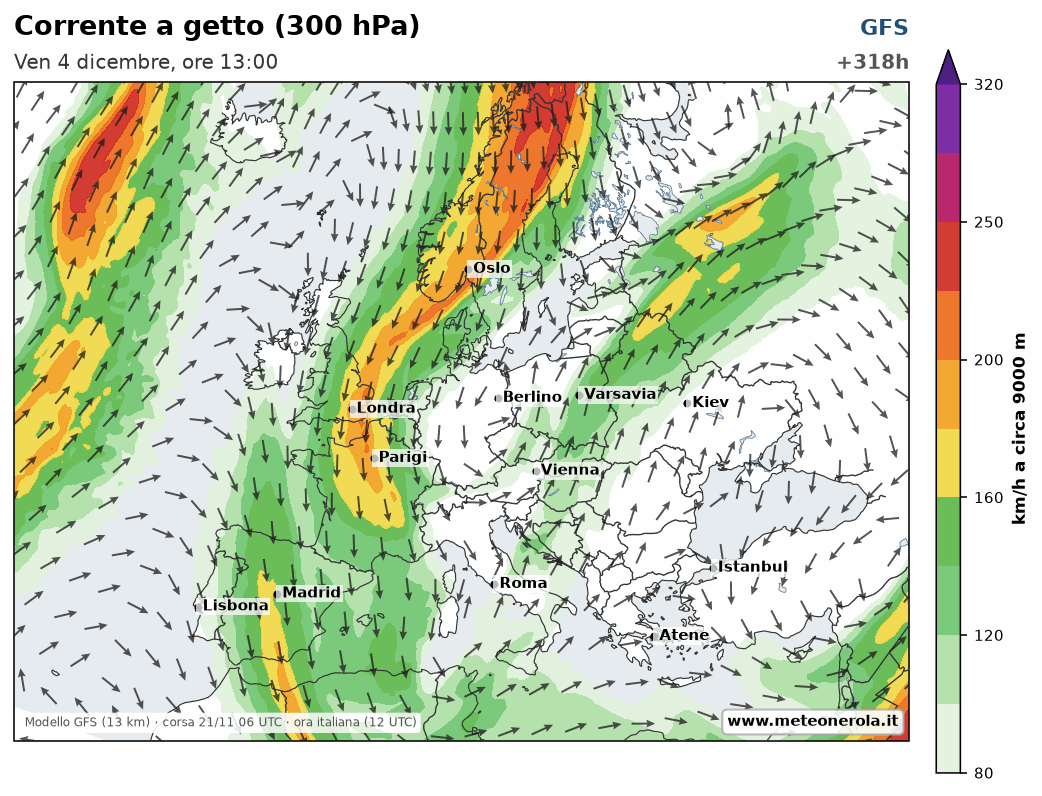 Corrente a getto (300 hPa)
GFS
Ven 4 dicembre, ore 13:00
+318h
320
250
200
160
120
80
km/h a circa 9000 m
Oslo
Londra
Berlino
Varsavia
Kiev
Parigi
Vienna
Istanbul
Roma
Madrid
Lisbona
Atene
Modello GFS (13 km) · corsa 21/11 06 UTC · ora italiana (12 UTC)
www.meteonerola.it